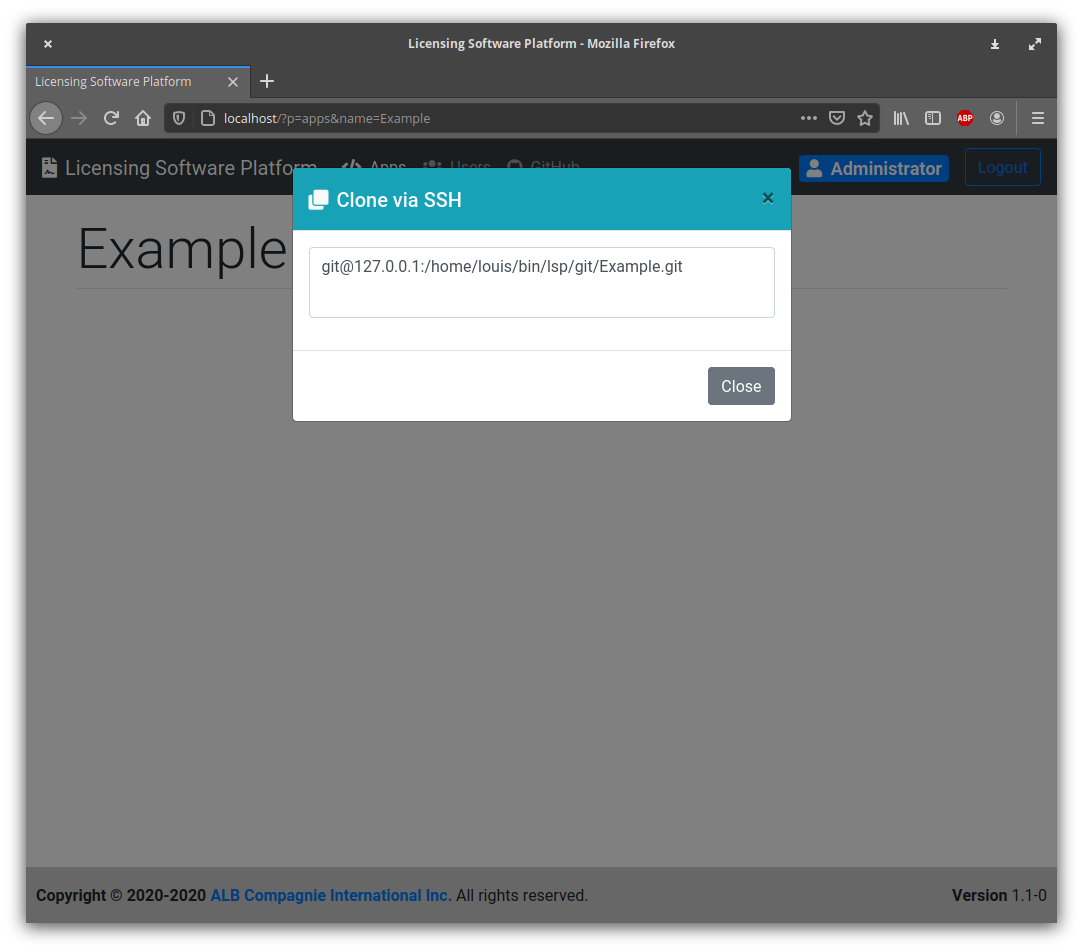 Licensing Software Platform - Mozilla Firefox
Licensing Software Platform
localhost/?p=apps&name=Example
ABP
Licensing Software Platform Apps Users GitHub Administrator Logout
Clone via SSH
Example
git@127.0.0.1:/home/louis/bin/lsp/git/Example.git
Close
Copyright © 2020-2020 ALB Compagnie International Inc. All rights reserved. Version 1.1-0